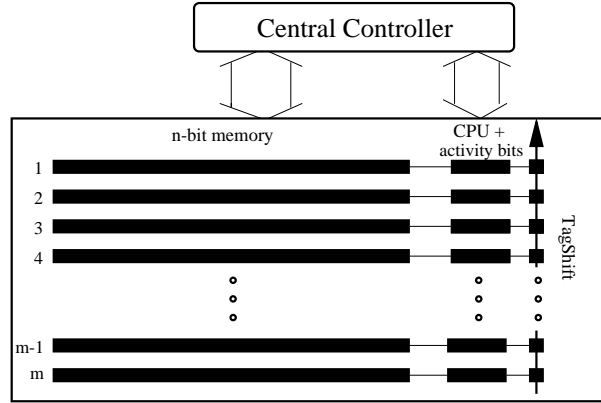 Central Controller
n-bit memory
CPU +
activity bits
1
2
3
4
m-1
m
TagShift